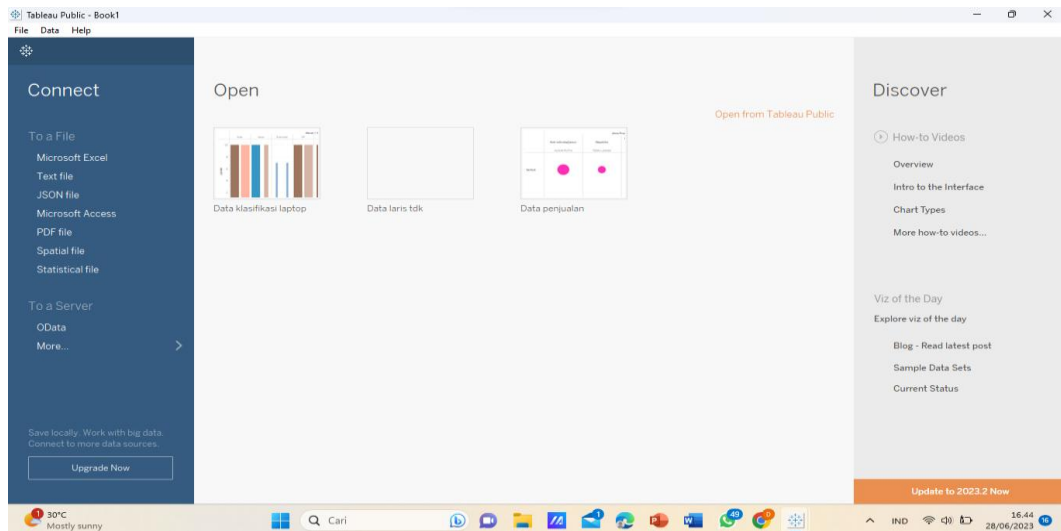 Tableau Public - Book1
File Data Help
Connect
To a File
Microsoft Excel
Text file
JSON file
Microsoft Access
PDF file
Spatial file
Statistical file
To a Server
OData
More...
Save locally. Work with big data.
Connect to more data sources.
Upgrade Now
Open
Open from Tableau Public
Data klasifikasi laptop
Data laris tdk
Data penjualan
Discover
How-to Videos
Overview
Intro to the Interface
Chart Types
More how-to videos...
Viz of the Day
Explore viz of the day
Blog - Read latest post
Sample Data Sets
Current Status
Update to 2023.2 Now
1
30°C
Mostly sunny
Cari
1
49
IND
16.44
28/06/2023